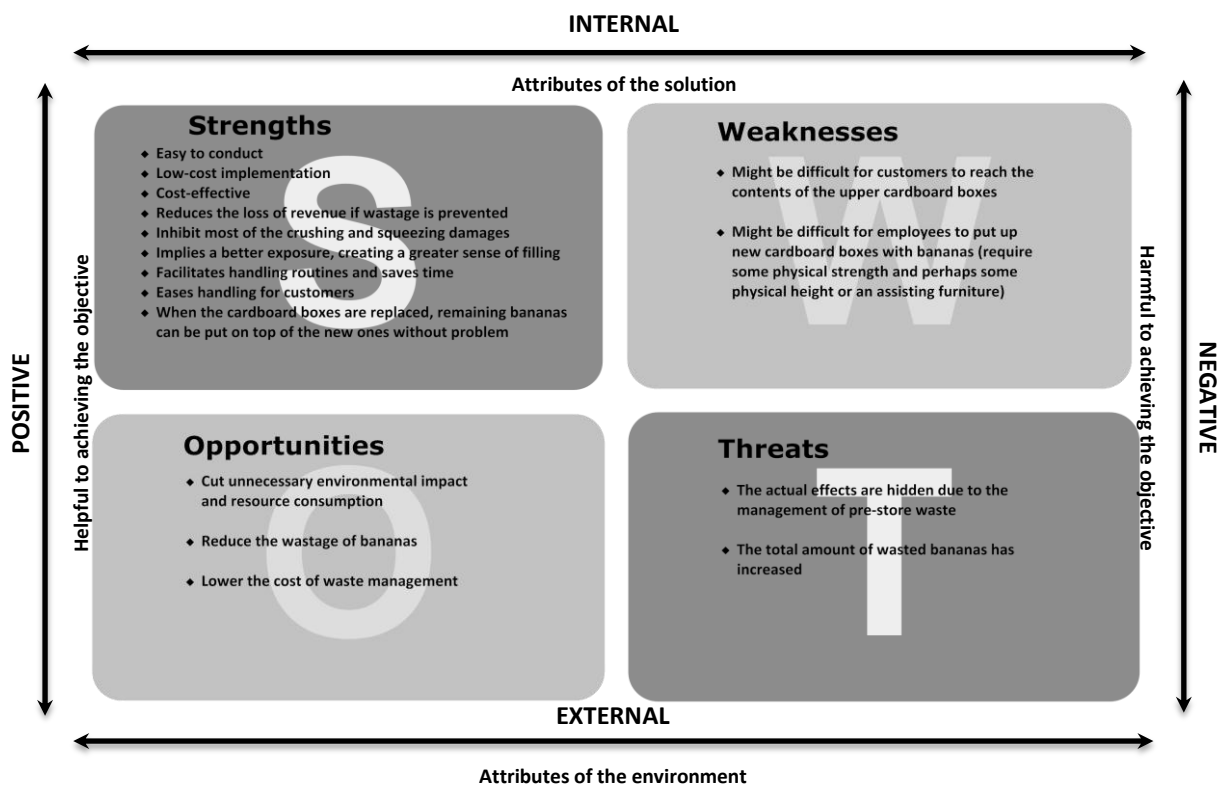 INTERNAL
Attributes of the solution
POSITIVE
Helpful to achieving the objective
Strengths
S
◆ Easy to conduct
◆ Low-cost implementation
◆ Cost-effective
◆ Reduces the loss of revenue if wastage is prevented
◆ Inhibit most of the crushing and squeezing damages
◆ Implies a better exposure, creating a greater sense of filling
◆ Facilitates handling routines and saves time
◆ Eases handling for customers
◆ When the cardboard boxes are replaced, remaining bananas
can be put on top of the new ones without problem
Weaknesses
W
◆ Might be difficult for customers to reach the
contents of the upper cardboard boxes
◆ Might be difficult for employees to put up
new cardboard boxes with bananas (require
some physical strength and perhaps some
physical height or an assisting furniture)
Harmful to achieving the objective
NEGATIVE
Opportunities
O
◆ Cut unnecessary environmental impact
and resource consumption
◆ Reduce the wastage of bananas
◆ Lower the cost of waste management
Threats
T
◆ The actual effects are hidden due to the
management of pre-store waste
◆ The total amount of wasted bananas has
increased
EXTERNAL
Attributes of the environment